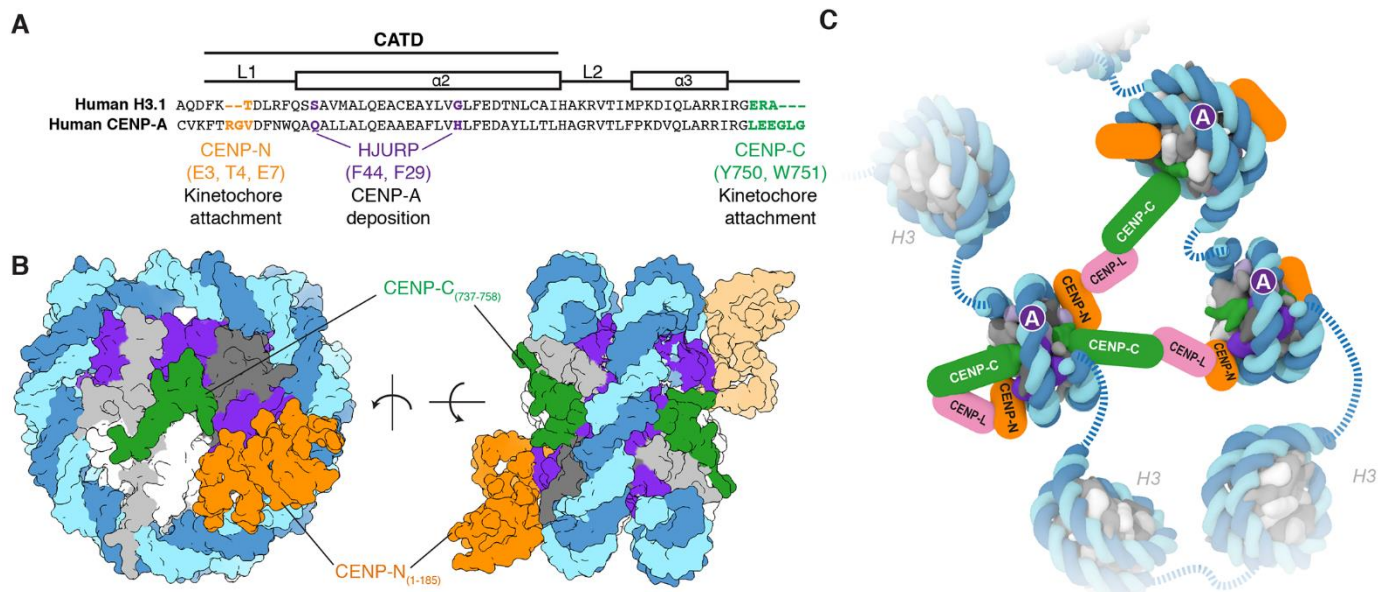 A
CATD
L1 α2 L2 α3
Human H3.1 AQDFK--TDLRFQSSAVMALQEACEAYLVGLFEDTNLCAIHAKRVTIMPKDIQLARRIRGERA---
Human CENP-A CVKFTRGVDFNWQAQALLALQEAAEAFLVHLFEDAYLLTLHAGRVTLFPKDVQLARRIRGLEEGLG
CENP-N HJURP CENP-C
(E3, T4, E7) (F44, F29) (Y750, W751)
Kinetochore CENP-A Kinetochore
attachment deposition attachment
B
CENP-C(737-758)
CENP-N(1-185)
C
A
H3
CENP-C
CENP-L
A
CENP-N
A
CENP-C
CENP-L
CENP-N
CENP-C
CENP-L
CENP-N
H3
H3